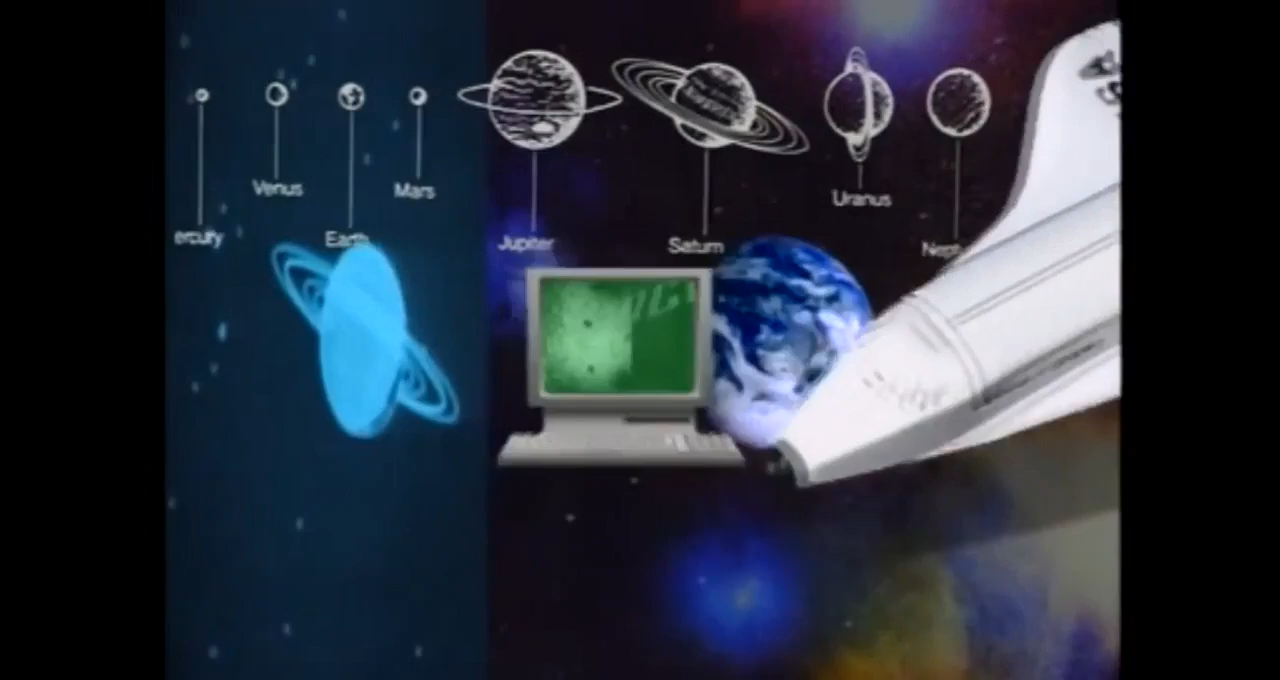 Venus
Mars
Uranus
ercury
Earth
Jupiter
Saturn
Nept